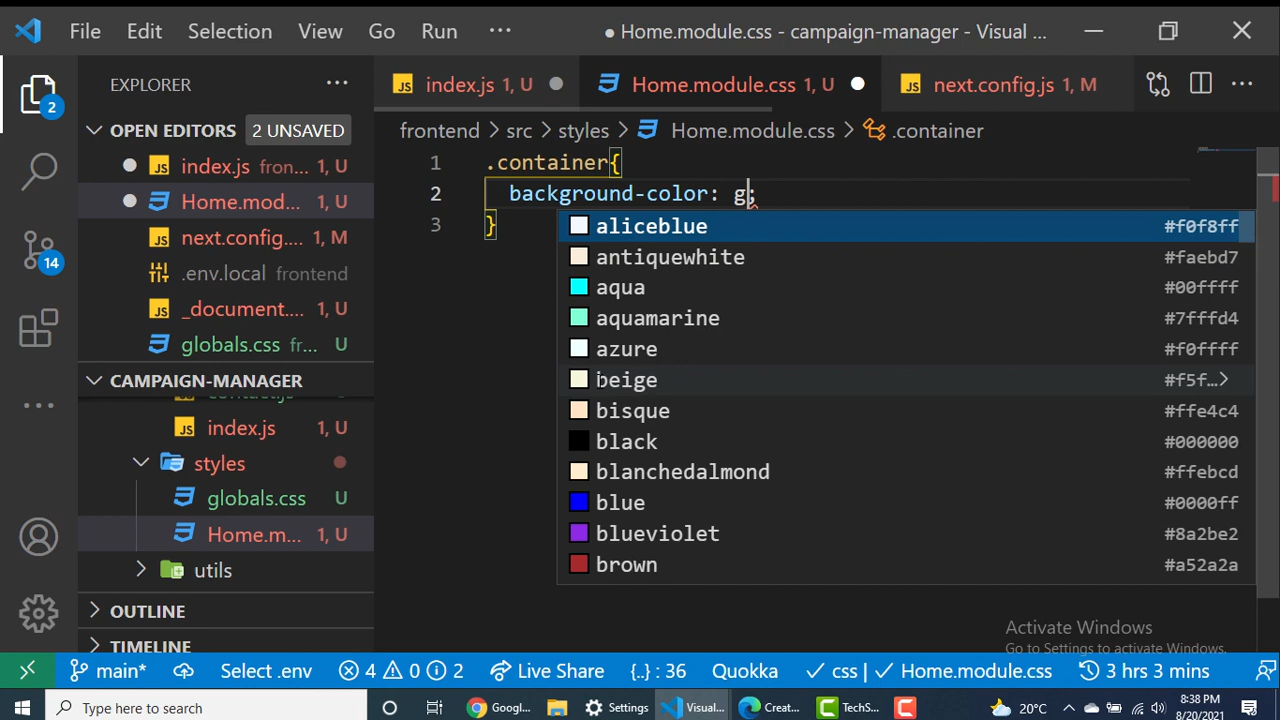 File Edit Selection View Go Run ··· ● Home.module.css - campaign-manager - Visual ...
EXPLORER ···
index.js 1, U
Home.module.css 1, U
next.config.js 1, M
OPEN EDITORS 2 UNSAVED
index.js fron... 1, U
Home.mod... 1, U
next.config... 1, M
.env.local frontend
_document.... 1, U
globals.css fr... U
CAMPAIGN-MANAGER
index.js 1, U
styles
globals.css U
Home.m... 1, U
utils
OUTLINE
TIMELINE
2
14
frontend > src > styles > Home.module.css > .container
1 .container{
2 background-color: g;
3 }
aliceblue #f0f8ff
antiquewhite #faebd7
aqua #00ffff
aquamarine #7fffd4
azure #f0ffff
beige #f5f...>
bisque #ffe4c4
black #000000
blanchedalmond #ffebcd
blue #0000ff
blueviolet #8a2be2
brown #a52a2a
Activate Windows
Go to Settings to activate Windows.
main* Select .env 4 0 2 Live Share {..} : 36 Quokka ✓ css | ✓ Home.module.css 3 hrs 3 mins
Type here to search Googl... Settings Visual... Creat... TechS... 20°C 8:38 PM
8/20/2021